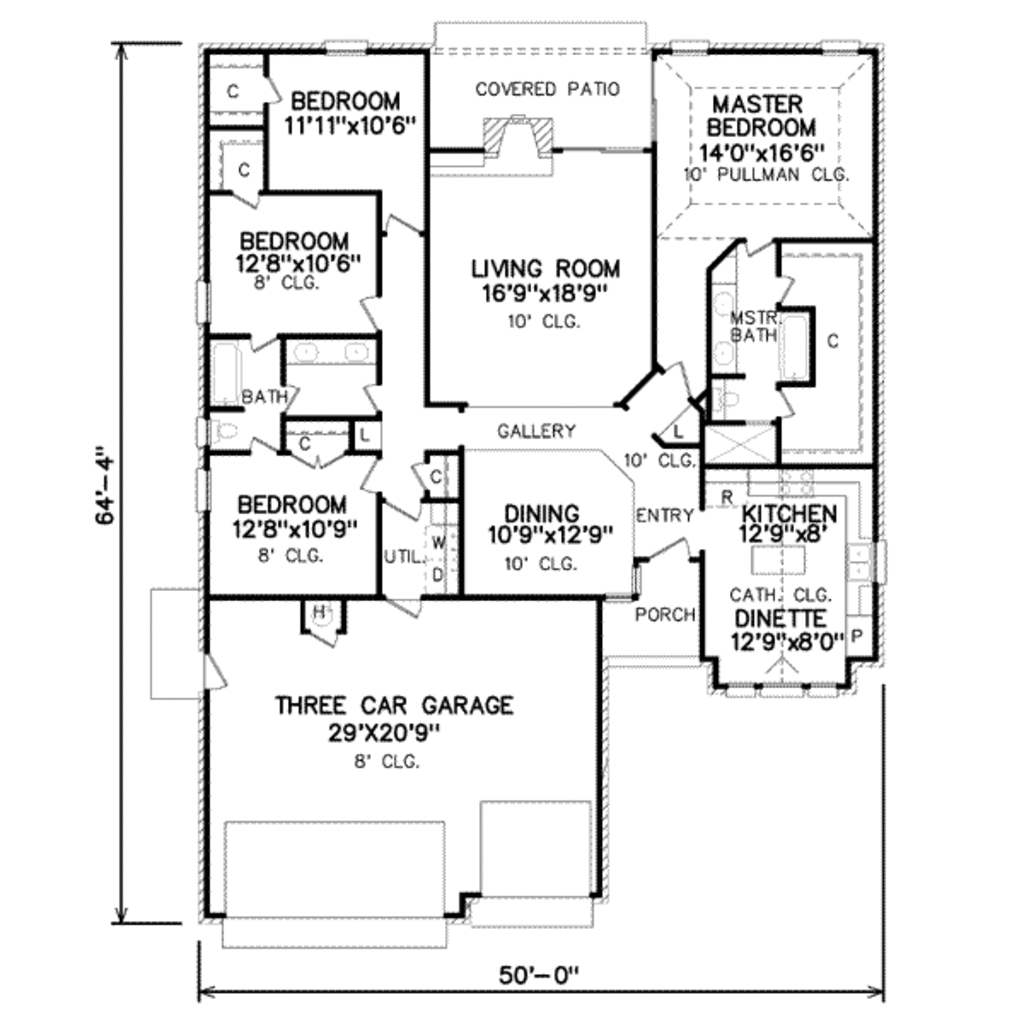 COVERED PATIO
C
BEDROOM
11'11"x10'6"
MASTER
BEDROOM
14'0"x16'6"
10' PULLMAN CLG.
C
BEDROOM
12'8"x10'6"
8' CLG.
LIVING ROOM
16'9"x18'9"
10' CLG.
MSTR.
BATH
C
BATH
C
L
GALLERY
L
10' CLG.
64'-4"
BEDROOM
12'8"x10'9"
8' CLG.
C
UTIL.
W
D
DINING
10'9"x12'9"
10' CLG.
ENTRY
R
KITCHEN
12'9"x8'
CATH. CLG.
DINETTE
12'9"x8'0"
P
H
PORCH
THREE CAR GARAGE
29'X20'9"
8' CLG.
50'-0"